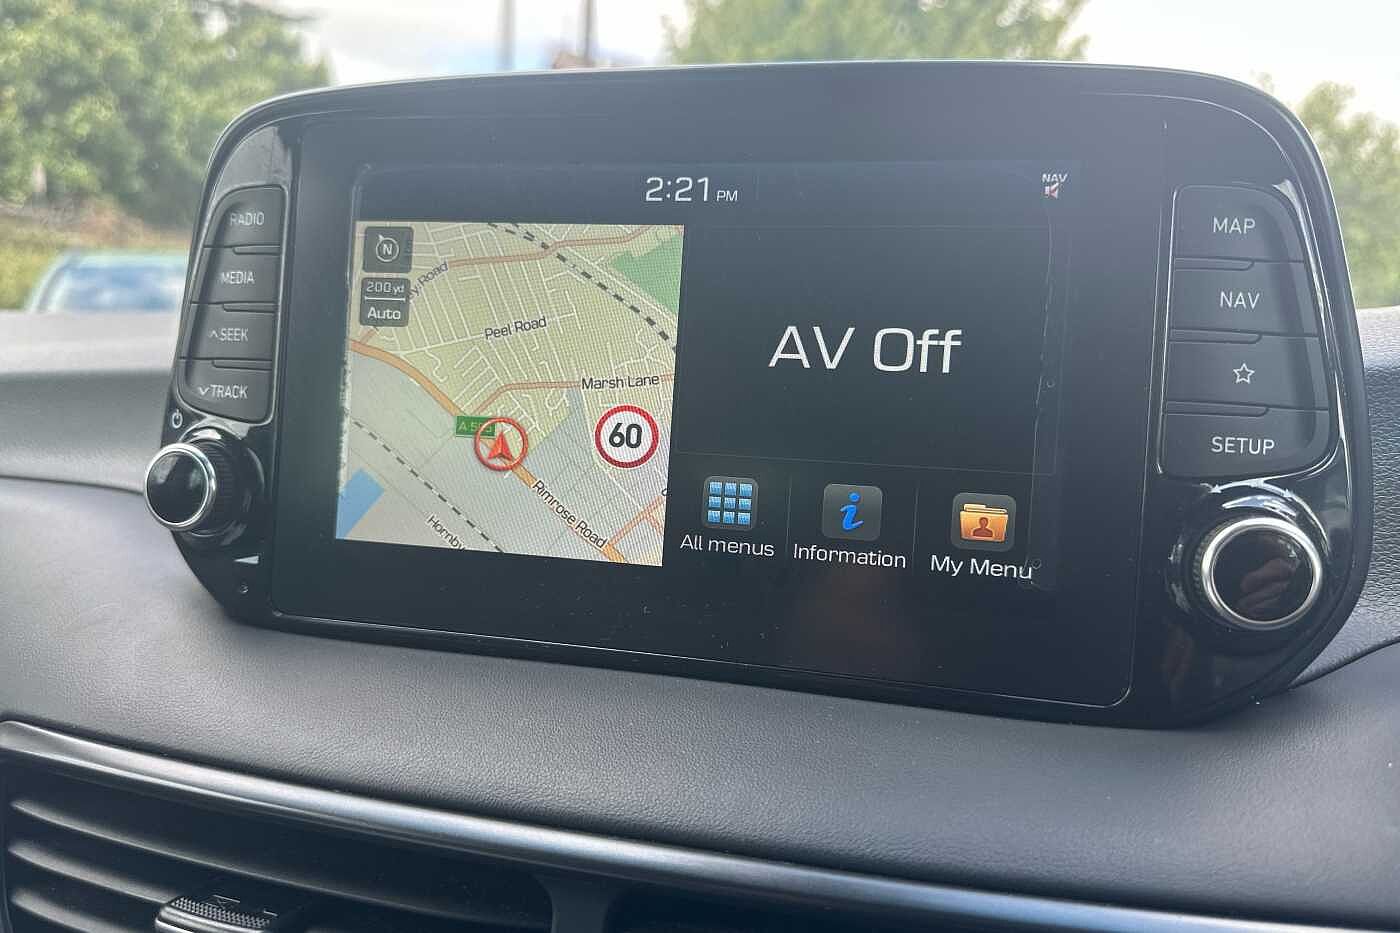 2:21 PM
NAV
RADIO
MEDIA
SEEK
TRACK
N
200 yd
Auto
Road
Peel Road
Marsh Lane
60
Rimrose Road
AV Off
All menus
Information
My Menu
MAP
NAV
SETUP